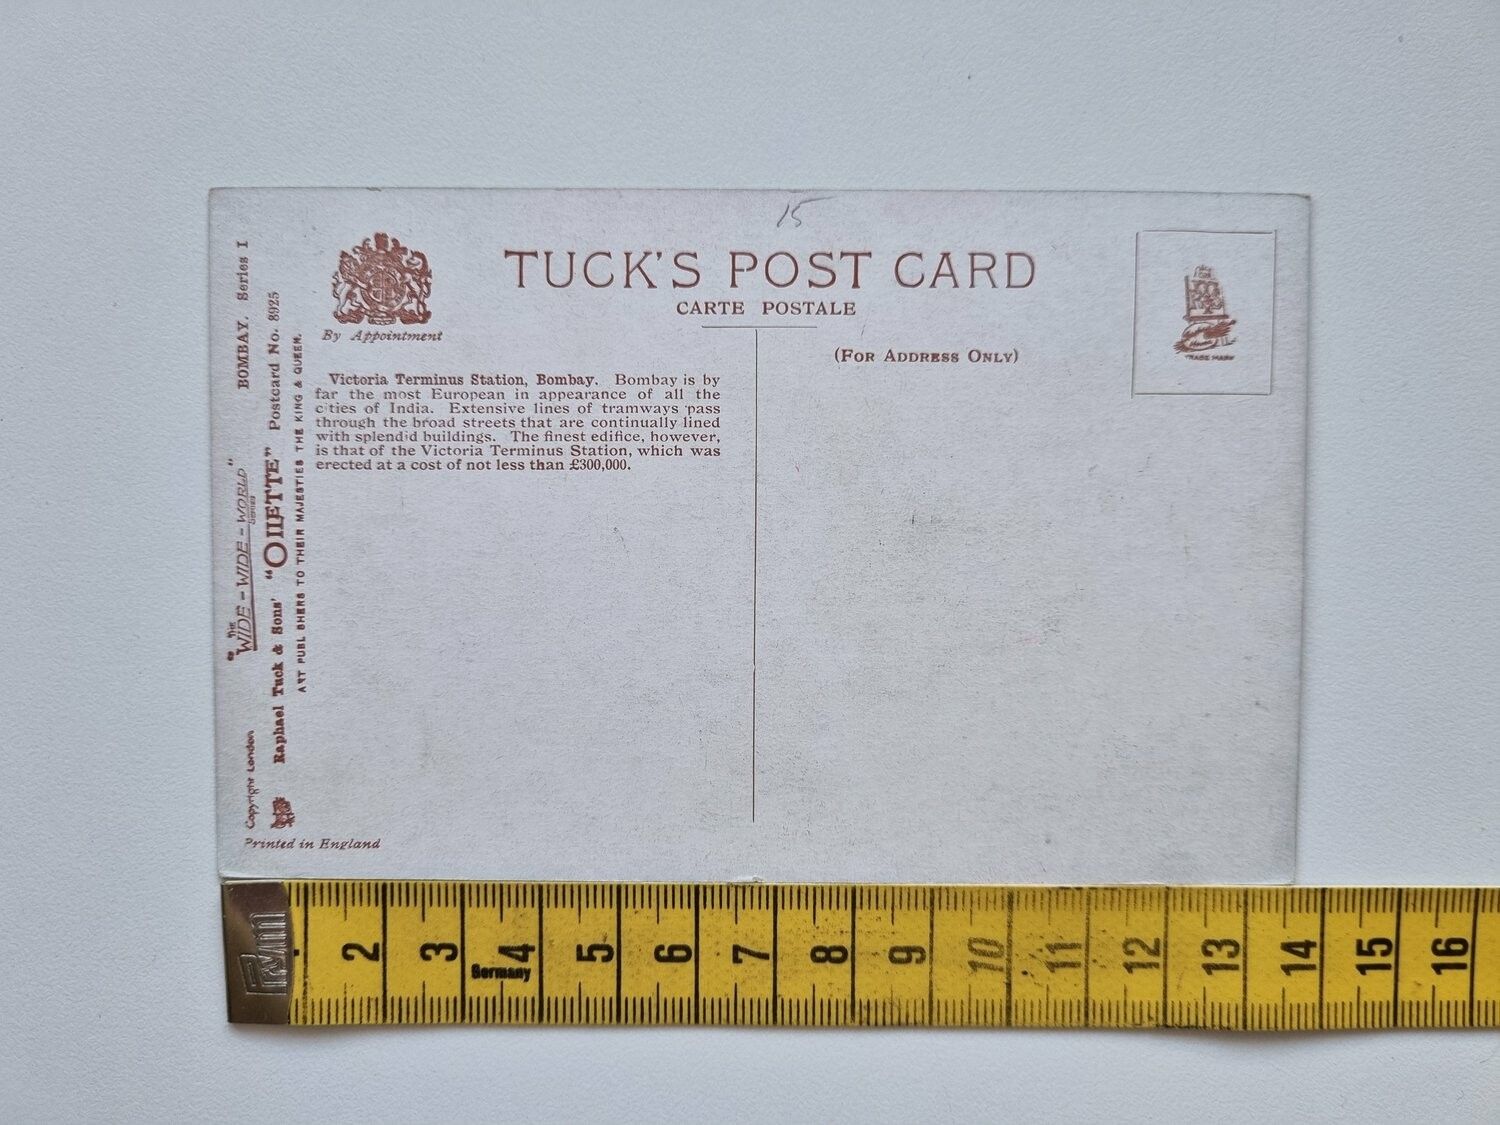 15
TUCK'S POST CARD
CARTE POSTALE
By Appointment
(FOR ADDRESS ONLY)
TRADE MARK
Victoria Terminus Station, Bombay. Bombay is by
far the most European in appearance of all the
cities of India. Extensive lines of tramways pass
through the broad streets that are continually lined
with splendid buildings. The finest edifice, however,
is that of the Victoria Terminus Station, which was
erected at a cost of not less than £300,000.
"THE WIDE-WIDE-WORLD" SERIES
BOMBAY. Series I
Copyright London
Raphael Tuck & Sons' "OILETTE" Postcard No. 8925
ART PUBLISHERS TO THEIR MAJESTIES THE KING & QUEEN.
Printed in England
1 2 3 4 5 6 7 8 9 10 11 12 13 14 15 16
Germany